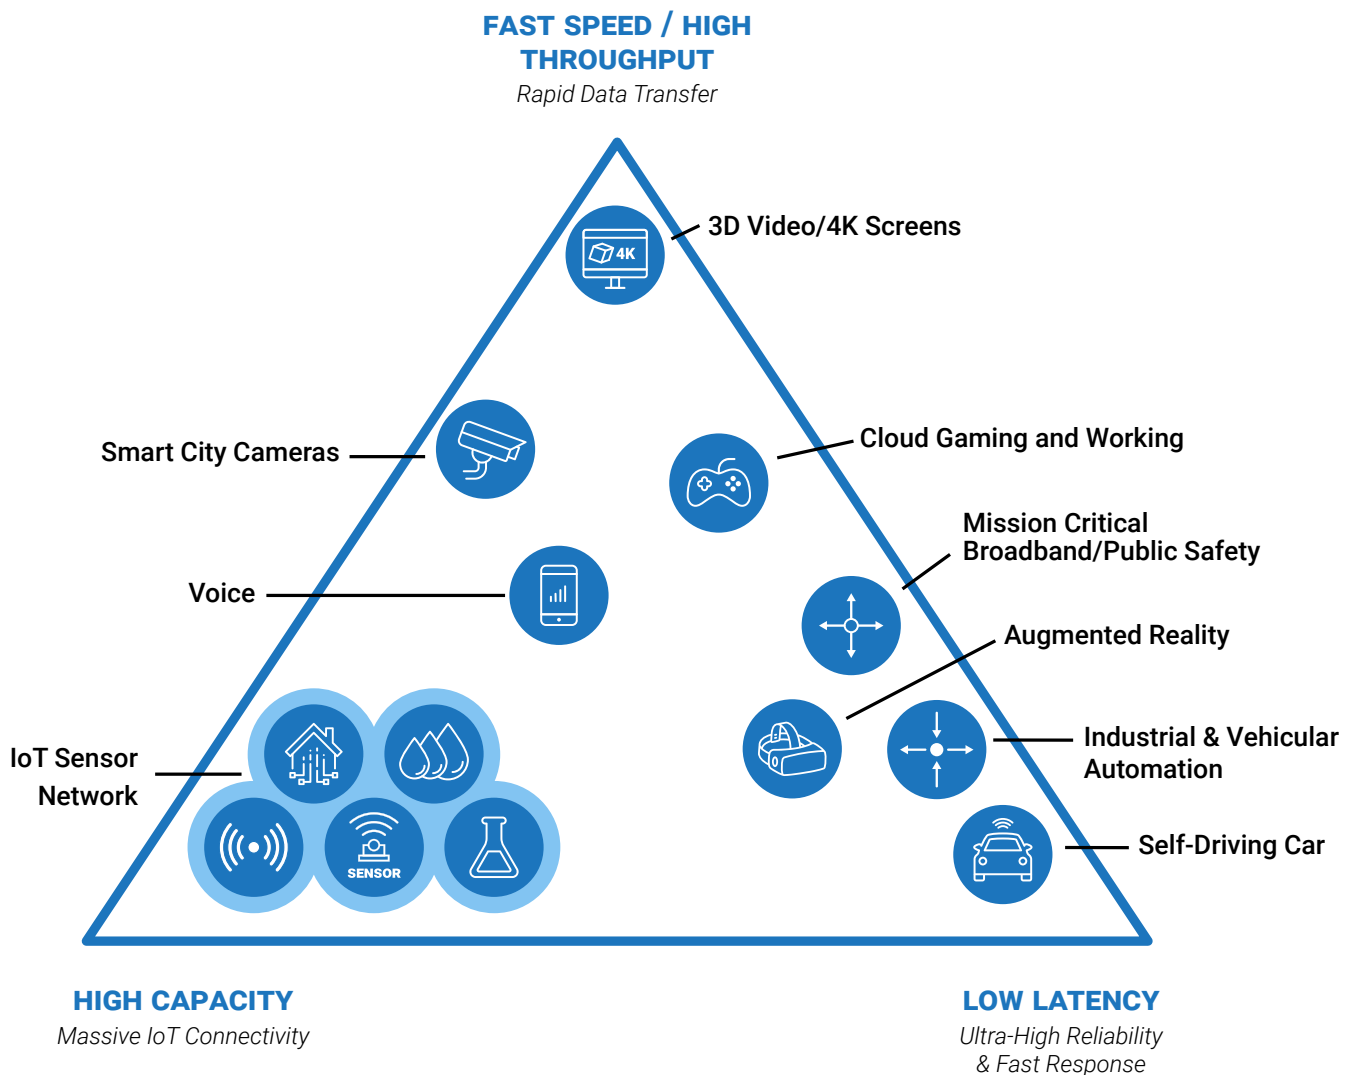 FAST SPEED / HIGH
THROUGHPUT
Rapid Data Transfer
4K
3D Video/4K Screens
Smart City Cameras
Cloud Gaming and Working
Mission Critical
Broadband/Public Safety
Voice
Augmented Reality
IoT Sensor
Network
Industrial & Vehicular
Automation
SENSOR
Self-Driving Car
HIGH CAPACITY
Massive IoT Connectivity
LOW LATENCY
Ultra-High Reliability
& Fast Response